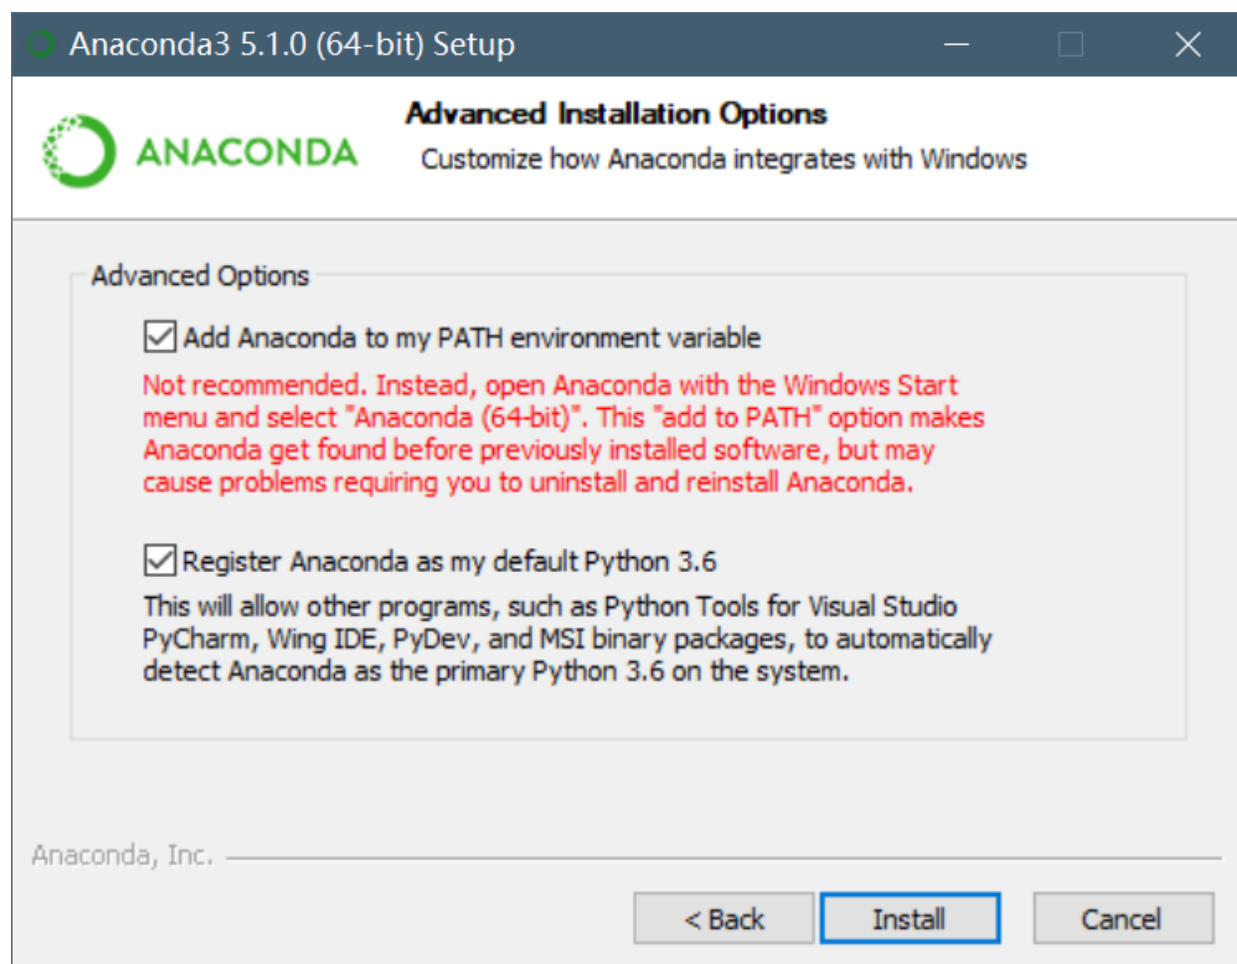 Anaconda3 5.1.0 (64-bit) Setup
ANACONDA
Advanced Installation Options
Customize how Anaconda integrates with Windows
Advanced Options
Add Anaconda to my PATH environment variable
Not recommended. Instead, open Anaconda with the Windows Start
menu and select "Anaconda (64-bit)". This "add to PATH" option makes
Anaconda get found before previously installed software, but may
cause problems requiring you to uninstall and reinstall Anaconda.
Register Anaconda as my default Python 3.6
This will allow other programs, such as Python Tools for Visual Studio
PyCharm, Wing IDE, PyDev, and MSI binary packages, to automatically
detect Anaconda as the primary Python 3.6 on the system.
Anaconda, Inc.
< Back
Install
Cancel